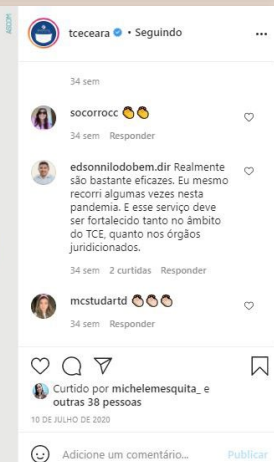 ASCOM
tceceara • Seguindo
34 sem
socorrocc 👏👏
34 sem Responder
edsonnilodobem.dir Realmente
são bastante eficazes. Eu mesmo
recorri algumas vezes nesta
pandemia. E esse serviço deve
ser fortalecido tanto no âmbito
do TCE, quanto nos órgãos
juridicionados.
34 sem 2 curtidas Responder
mcstudartd 👏🏻👏🏻👏🏻
34 sem Responder
Curtido por michelemesquita_ e
outras 38 pessoas
10 DE JULHO DE 2020
Adicione um comentário... Publicar